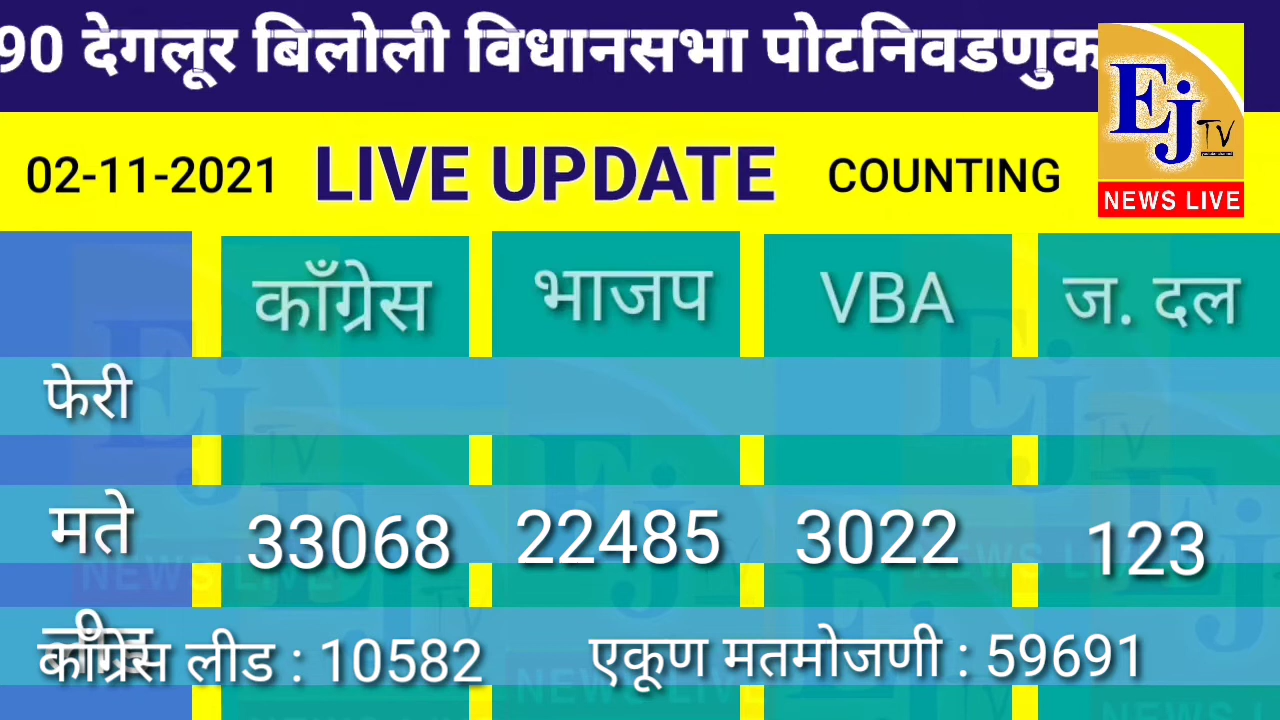 90 देगलूर बिलोली विधानसभा पोटनिवडणुक
Ej TV
NEWS LIVE
02-11-2021 LIVE UPDATE COUNTING
काँग्रेस भाजप VBA ज. दल
फेरी
मते 33068 22485 3022 123
काँग्रेस लीड : 10582 एकूण मतमोजणी : 59691